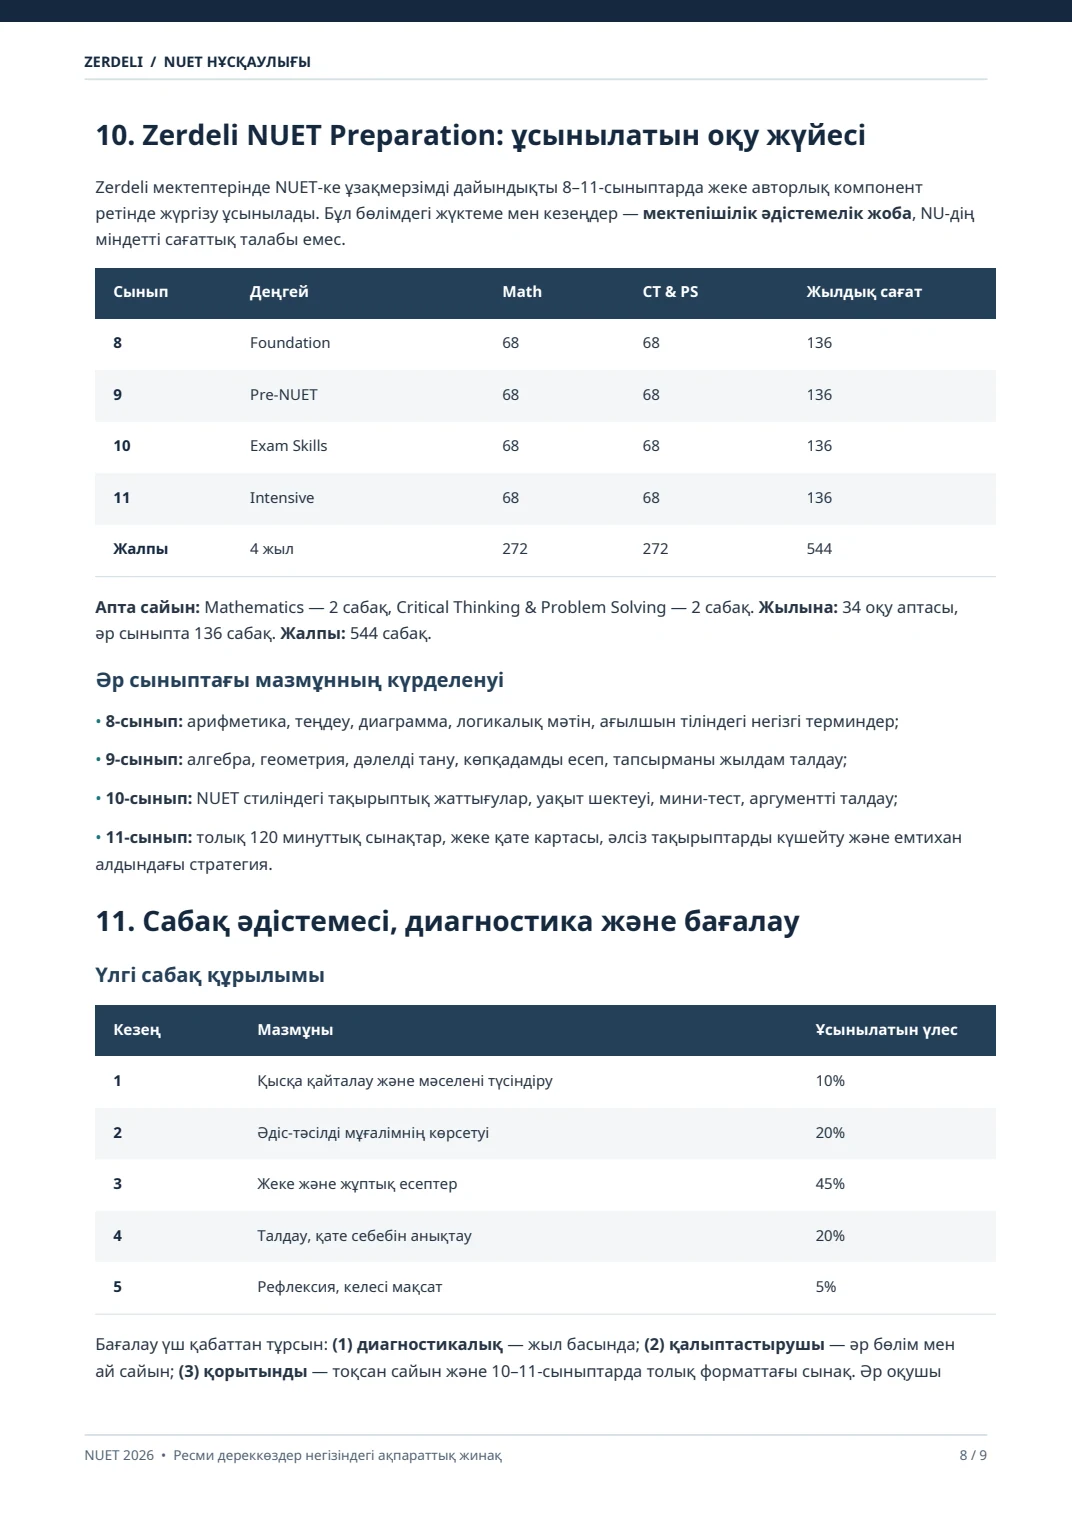 ZERDELI / NUET НҰСҚАУЛЫҒЫ
10. Zerdeli NUET Preparation: ұсынылатын оқу жүйесі
Zerdeli мектептерінде NUET-ке ұзақмерзімді дайындықты 8–11-сыныптарда жеке авторлық компонент
ретінде жүргізу ұсынылады. Бұл бөлімдегі жүктеме мен кезеңдер — мектепішілік әдістемелік жоба, NU-дің
міндетті сағаттық талабы емес.
Сынып Деңгей Math CT & PS Жылдық сағат
8 Foundation 68 68 136
9 Pre-NUET 68 68 136
10 Exam Skills 68 68 136
11 Intensive 68 68 136
Жалпы 4 жыл 272 272 544
Апта сайын: Mathematics — 2 сабақ, Critical Thinking & Problem Solving — 2 сабақ. Жылына: 34 оқу аптасы,
әр сыныпта 136 сабақ. Жалпы: 544 сабақ.
Әр сыныптағы мазмұнның күрделенуі
• 8-сынып: арифметика, теңдеу, диаграмма, логикалық мәтін, ағылшын тіліндегі негізгі терминдер;
• 9-сынып: алгебра, геометрия, дәлелді тану, көпқадамды есеп, тапсырманы жылдам талдау;
• 10-сынып: NUET стиліндегі тақырыптық жаттығулар, уақыт шектеуі, мини-тест, аргументті талдау;
• 11-сынып: толық 120 минуттық сынақтар, жеке қате картасы, әлсіз тақырыптарды күшейту және емтихан
алдындағы стратегия.
11. Сабақ әдістемесі, диагностика және бағалау
Үлгі сабақ құрылымы
Кезең Мазмұны Ұсынылатын үлес
1 Қысқа қайталау және мәселені түсіндіру 10%
2 Әдіс-тәсілді мұғалімнің көрсетуі 20%
3 Жеке және жұптық есептер 45%
4 Талдау, қате себебін анықтау 20%
5 Рефлексия, келесі мақсат 5%
Бағалау үш қабаттан тұрсын: (1) диагностикалық — жыл басында; (2) қалыптастырушы — әр бөлім мен
ай сайын; (3) қорытынды — тоқсан сайын және 10–11-сыныптарда толық форматтағы сынақ. Әр оқушы
NUET 2026 • Ресми дереккөздер негізіндегі ақпараттық жинақ 8 / 9